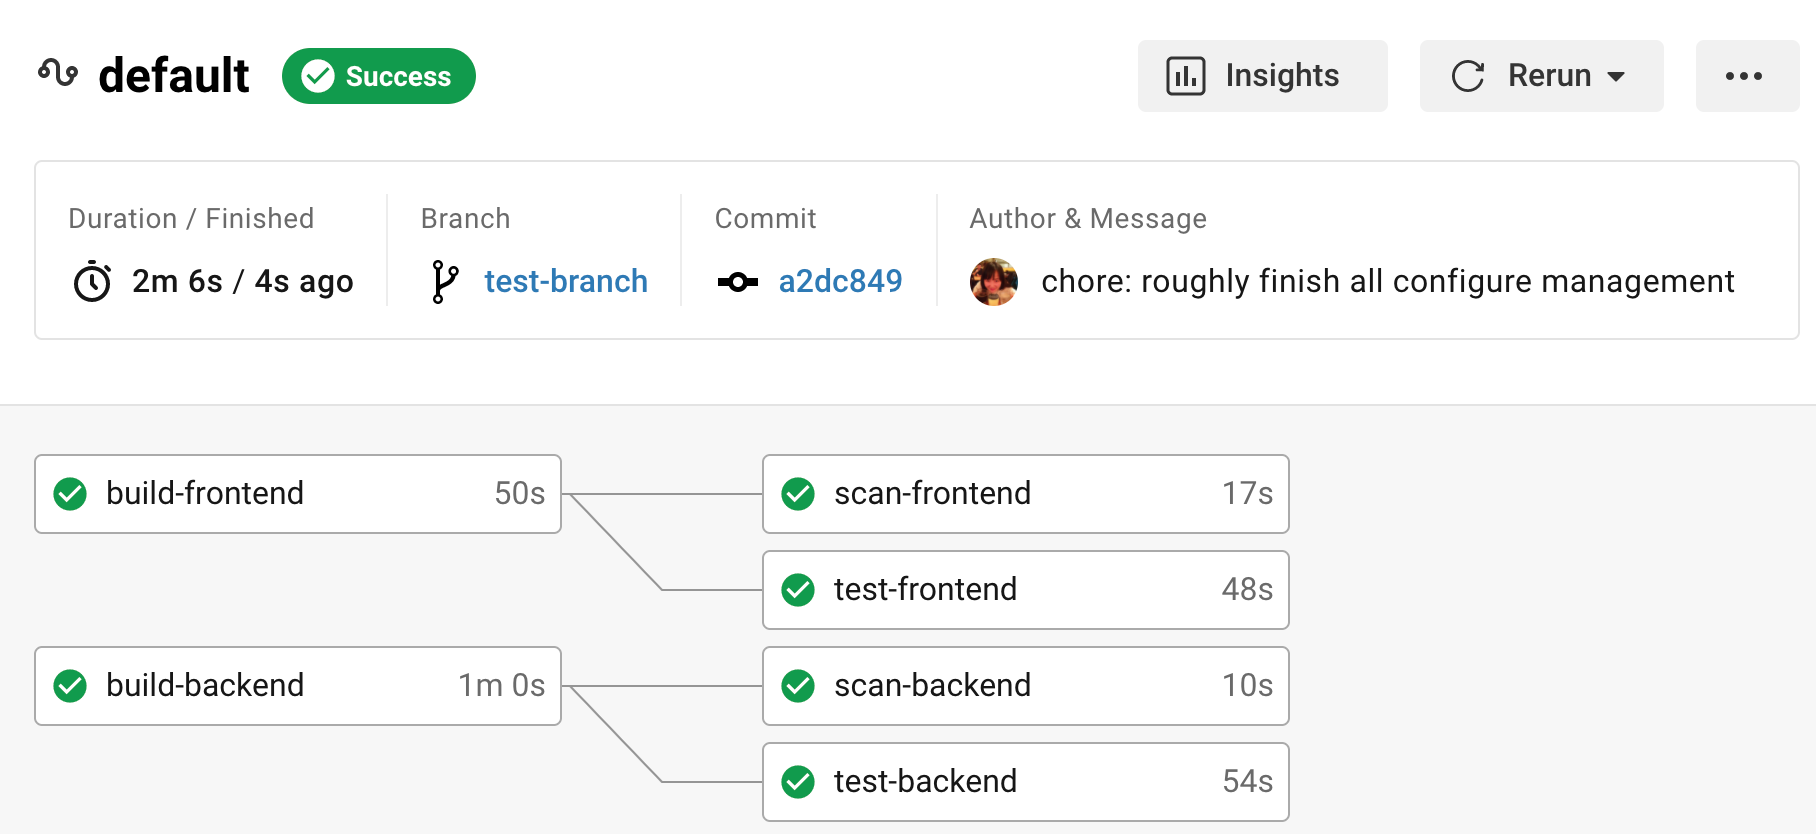 default Success Insights Rerun
Duration / Finished Branch Commit Author & Message
2m 6s / 4s ago test-branch a2dc849 chore: roughly finish all configure management
build-frontend 50s scan-frontend 17s
test-frontend 48s
build-backend 1m 0s scan-backend 10s
test-backend 54s